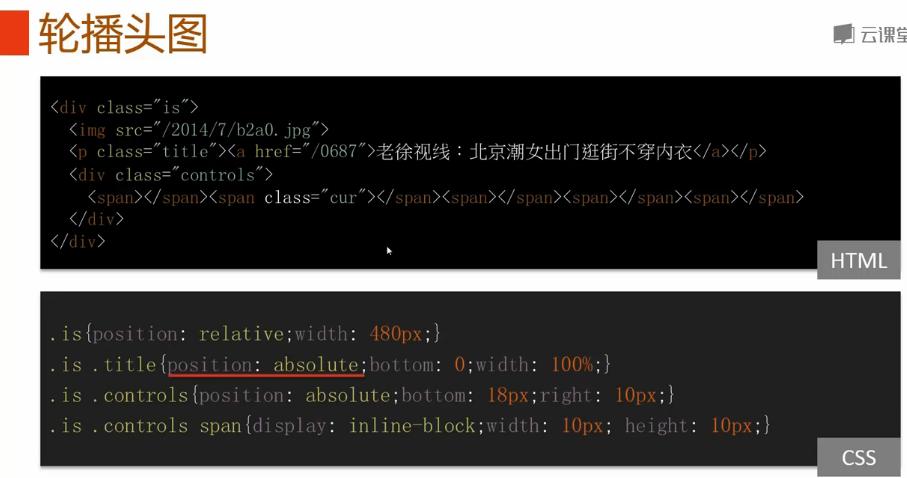 轮播头图
云课堂
<div class="is">
<img src="/2014/7/b2a0.jpg">
<p class="title"><a href="/0687">老徐视线：北京潮女出门逛街不穿内衣</a></p>
<div class="controls">
<span></span><span class="cur"></span><span></span><span></span><span></span>
</div>
</div>
HTML
.is{position: relative;width: 480px;}
.is .title{position: absolute;bottom: 0;width: 100%;}
.is .controls{position: absolute;bottom: 18px;right: 10px;}
.is .controls span{display: inline-block;width: 10px; height: 10px;}
CSS